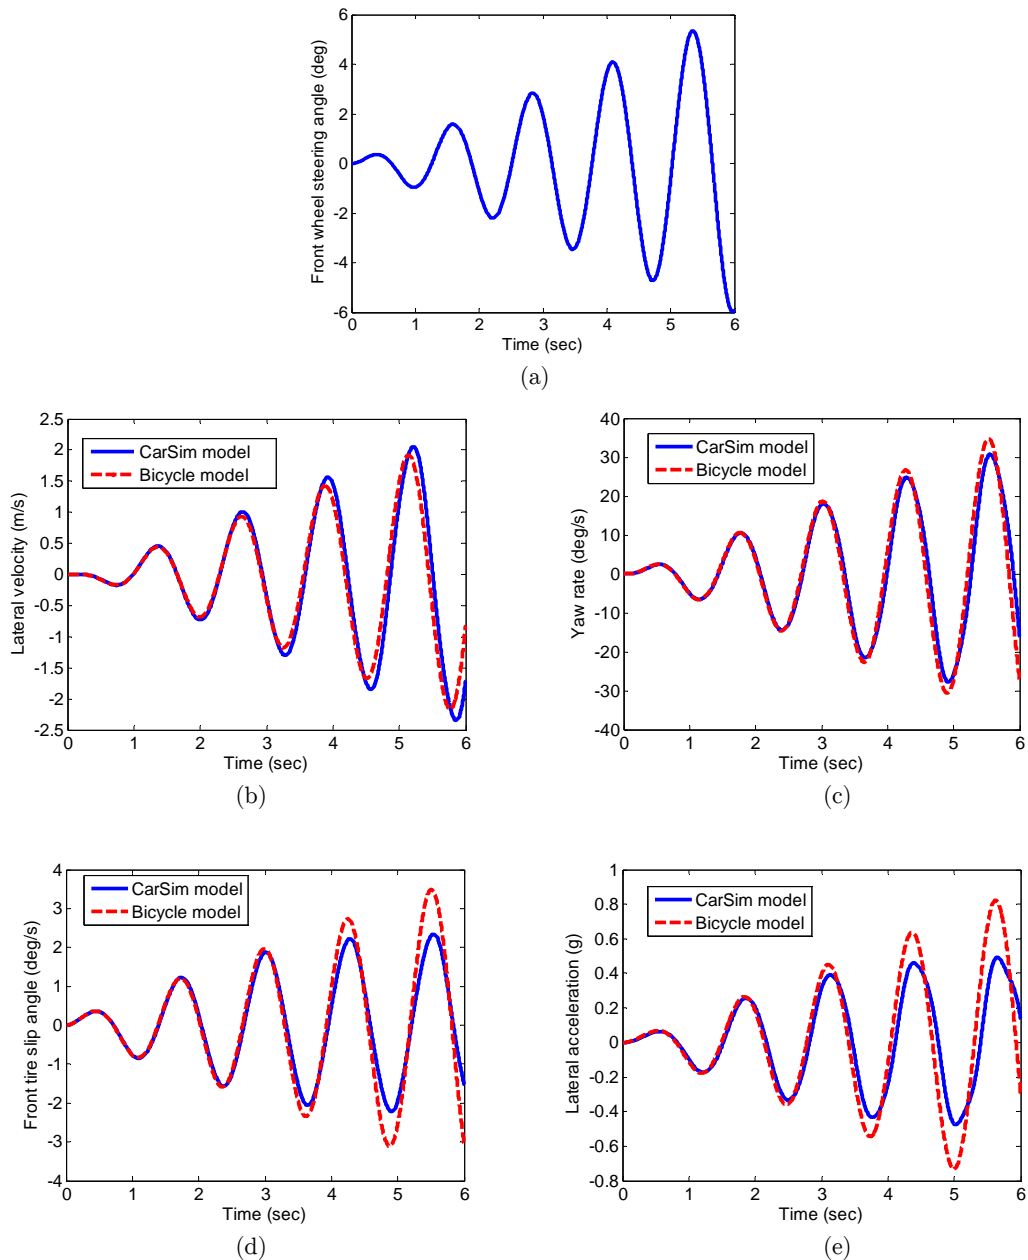 6
4
2
0
-2
-4
-6
Front wheel steering angle (deg)
0 1 2 3 4 5 6
Time (sec)
(a)
2.5
2
1.5
1
0.5
0
-0.5
-1
-1.5
-2
-2.5
Lateral velocity (m/s)
CarSim model
Bicycle model
0 1 2 3 4 5 6
Time (sec)
(b)
40
30
20
10
0
-10
-20
-30
-40
Yaw rate (deg/s)
CarSim model
Bicycle model
0 1 2 3 4 5 6
Time (sec)
(c)
4
3
2
1
0
-1
-2
-3
-4
Front tire slip angle (deg/s)
CarSim model
Bicycle model
0 1 2 3 4 5 6
Time (sec)
(d)
1
0.8
0.6
0.4
0.2
0
-0.2
-0.4
-0.6
-0.8
Lateral acceleration (g)
CarSim model
Bicycle model
0 1 2 3 4 5 6
Time (sec)
(e)